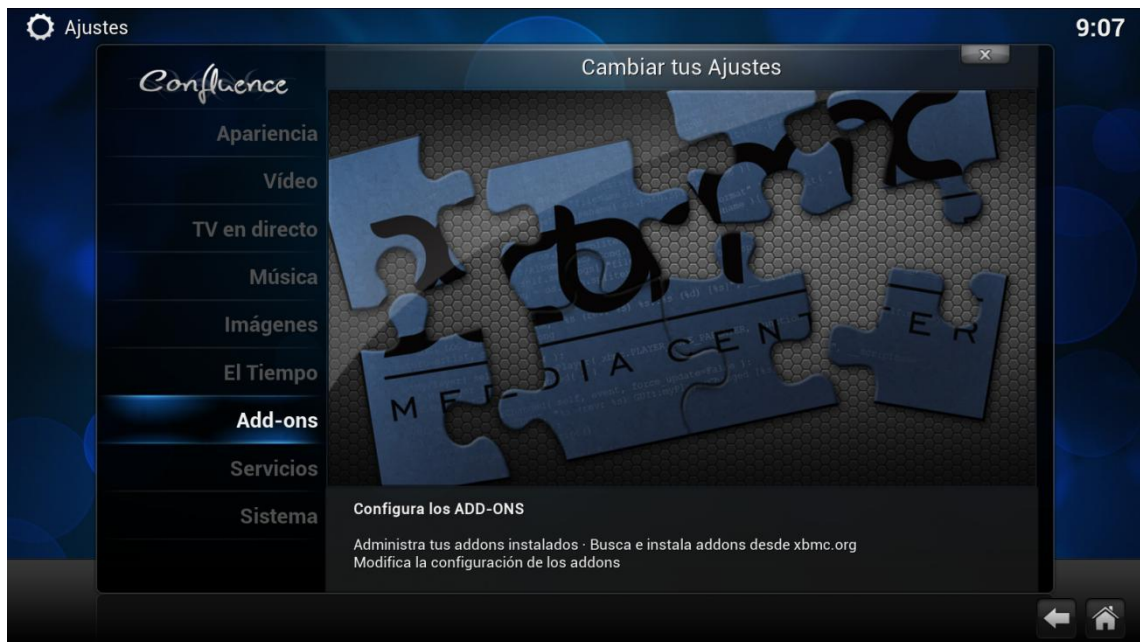 Ajustes
9:07
Confluence
Cambiar tus Ajustes
X
Apariencia
Vídeo
TV en directo
Música
Imágenes
El Tiempo
Add-ons
Servicios
Sistema
xbmc
MEDIA CENTER
Configura los ADD-ONS
Administra tus addons instalados · Busca e instala addons desde xbmc.org
Modifica la configuración de los addons